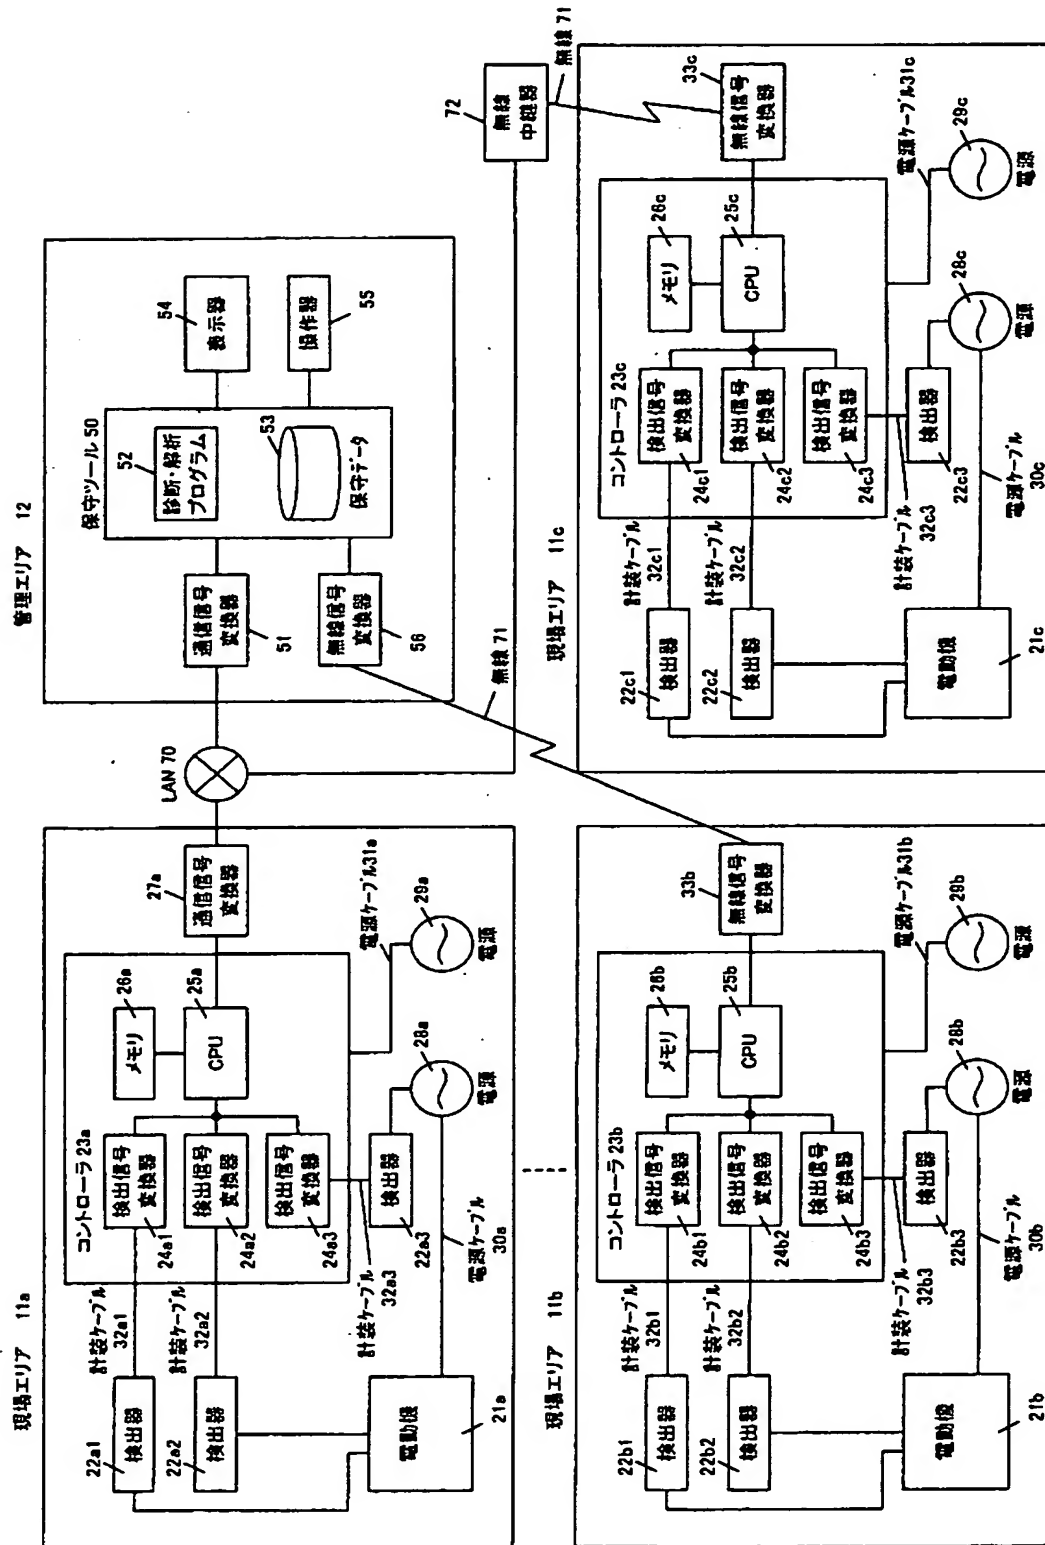 現場エリア 11a
22a1
検出器
22a2
検出器
計装ケーブル
32a1
計装ケーブル
32a2
コントローラ 23a
検出信号
変換器
24a1
検出信号
変換器
24a2
検出信号
変換器
24a3
メモリ
26a
CPU
25a
通信信号
変換器
27a
計装ケーブル
32a3
検出器
22a3
電源ケーブル31a
28a
電源
29a
電源
電源ケーブル
30a
電動機
21a
LAN 70
管理エリア 12
通信信号
変換器
51
無線信号
変換器
56
保守ツール 50
52
診断・解析
プログラム
53
保守データ
54
表示器
操作器
55
無線 71
72
無線
中継器
無線 71
現場エリア 11b
22b1
検出器
22b2
検出器
計装ケーブル
32b1
計装ケーブル
32b2
コントローラ 23b
検出信号
変換器
24b1
検出信号
変換器
24b2
検出信号
変換器
24b3
メモリ
26b
CPU
25b
無線信号
変換器
33b
計装ケーブル
32b3
検出器
22b3
電源ケーブル31b
28b
電源
29b
電源
電源ケーブル
30b
電動機
21b
現場エリア 11c
22c1
検出器
22c2
検出器
計装ケーブル
32c1
計装ケーブル
32c2
コントローラ 23c
検出信号
変換器
24c1
検出信号
変換器
24c2
検出信号
変換器
24c3
メモリ
26c
CPU
25c
無線信号
変換器
33c
計装ケーブル
32c3
検出器
22c3
電源ケーブル31c
28c
電源
29c
電源
電源ケーブル
30c
電動機
21c